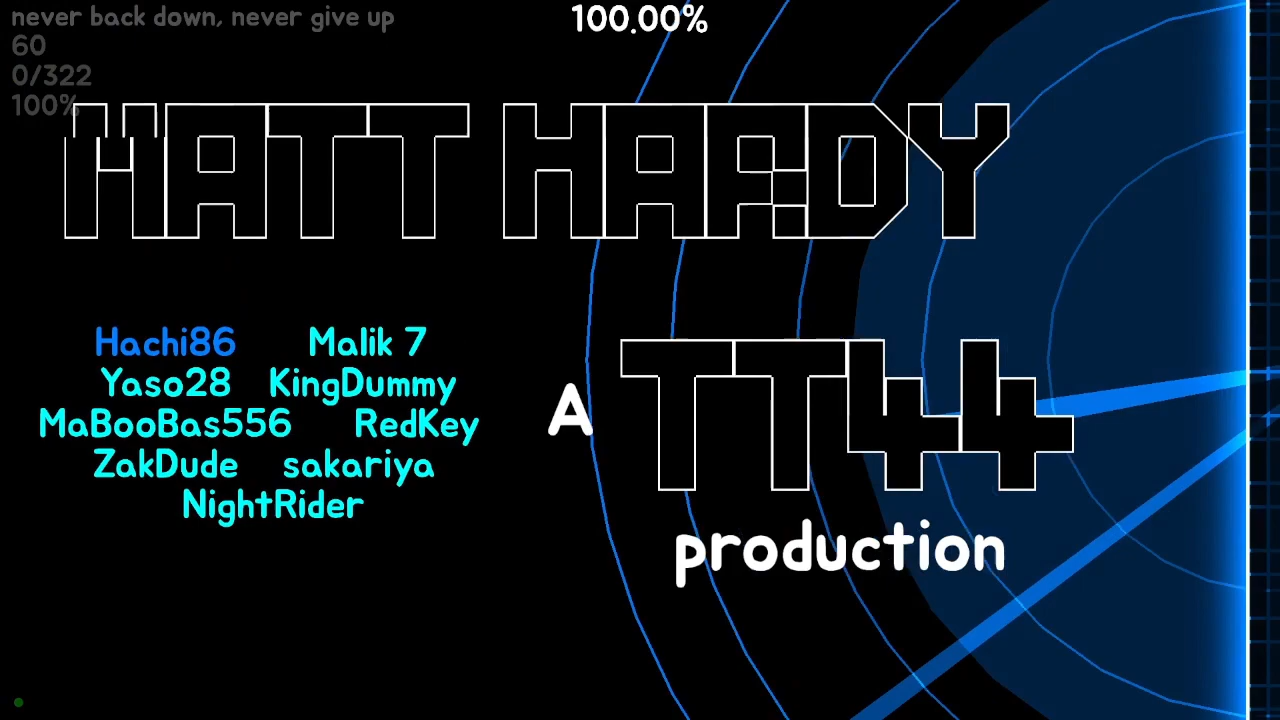 never back down, never give up
60
0/322
100%
100.00%
MATT HARDY
Hachi86 Malik 7
Yaso28 KingDummy
MaBooBas556 RedKey
ZakDude sakariya
NightRider
A TT44
production